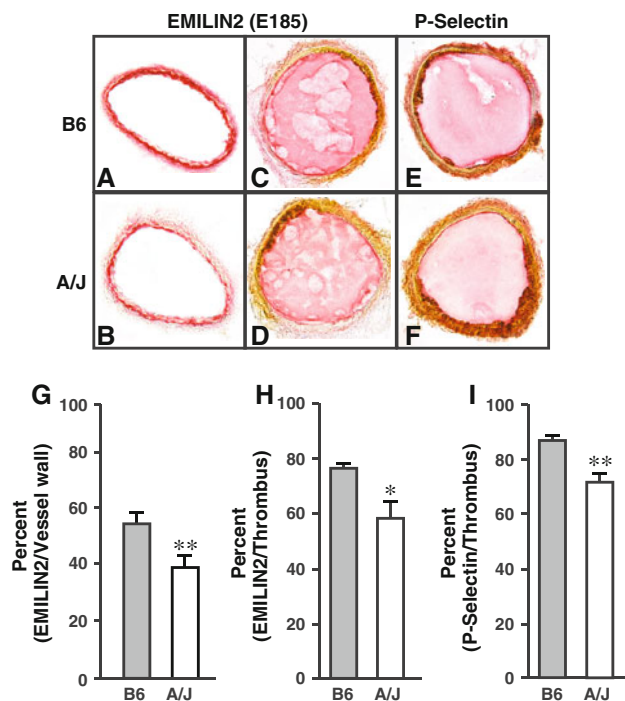 EMILIN2 (E185) P-Selectin
B6
A C E
A/J
B D F
G H I
100 100 100
80 80 80
60 60 60
40 40 40
20 20 20
0 0 0
Percent
(EMILIN2/Vessel wall)
Percent
(EMILIN2/Thrombus)
Percent
(P-Selectin/Thrombus)
** * **
B6 A/J B6 A/J B6 A/J